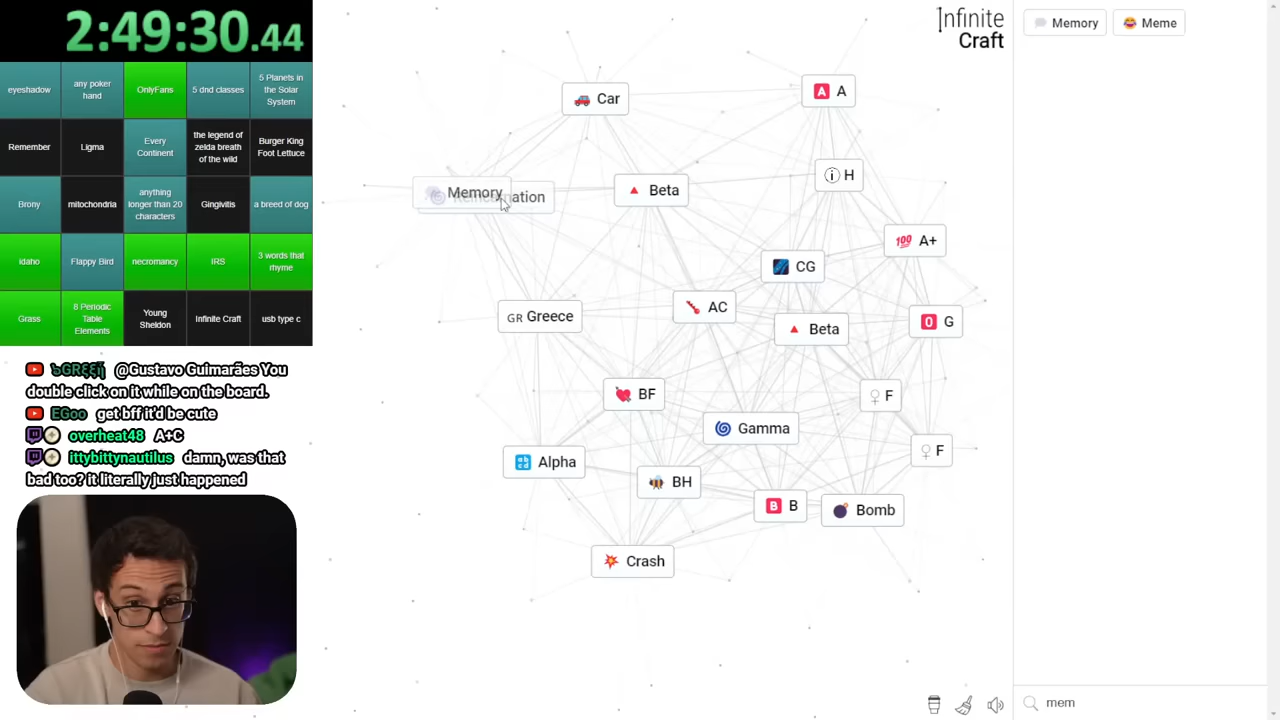 2:49:30.44
eyeshadow
any poker
hand
OnlyFans
5 dnd classes
5 Planets in
the Solar
System
Remember
Ligma
Every
Continent
the legend of
zelda breath
of the wild
Burger King
Foot Lettuce
Brony
mitochondria
anything
longer than 20
characters
Gingivitis
a breed of dog
idaho
Flappy Bird
necromancy
IRS
3 words that
rhyme
Grass
8 Periodic
Table
Elements
Young
Sheldon
Infinite Craft
usb type c
@Gustavo Guimarães You
double click on it while on the board.
EGoo get bff it'd be cute
overheat48 A+C
ittybittynautilus damn, was that
bad too? it literally just happened
Infinite
Craft
Car
A
Memory
Beta
H
100 A+
CG
AC
GR Greece
Beta
G
BF
F
Gamma
F
Alpha
BH
B
Bomb
Crash
Memory
Meme
mem